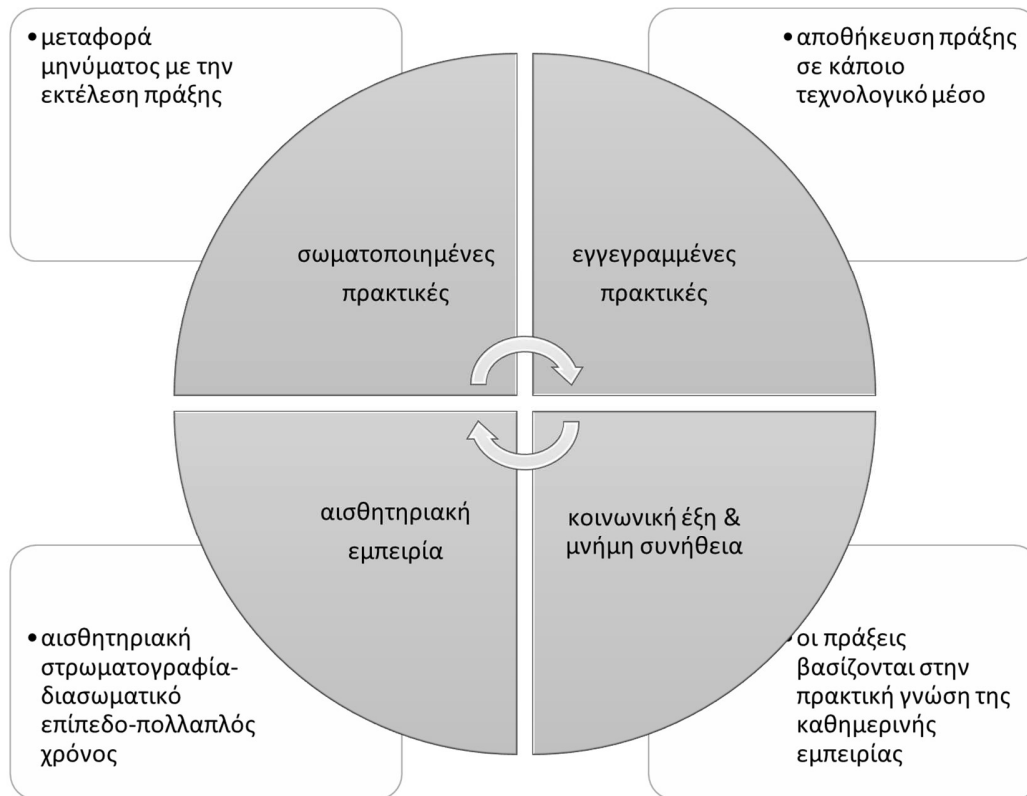 •μεταφορά
μηνύματος με την
εκτέλεση πράξης
•αποθήκευση πράξης
σε κάποιο
τεχνολογικό μέσο
σωματοποιημένες
πρακτικές
εγγεγραμμένες
πρακτικές
αισθητηριακή
εμπειρία
κοινωνική έξη &
μνήμη συνήθεια
•αισθητηριακή
στρωματογραφία-
διασωματικό
επίπεδο-πολλαπλός
χρόνος
•οι πράξεις
βασίζονται στην
πρακτική γνώση της
καθημερινής
εμπειρίας